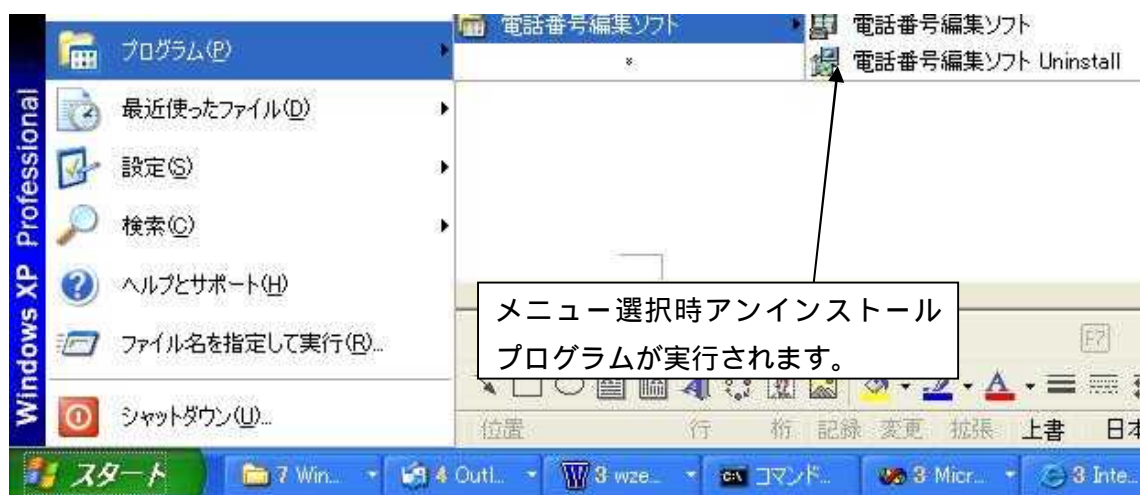 電話番号編集ソフト
電話番号編集ソフト
プログラム(P)
電話番号編集ソフト Uninstall
最近使ったファイル(D)
設定(S)
検索(C)
ヘルプとサポート(H)
ファイル名を指定して実行(R)...
シャットダウン(U)...
Windows XP Professional
メニュー選択時アンインストール
プログラムが実行されます。
F7
位置 行 桁 記録 変更 拡張 上書 日本
スタート 7 Win... 4 Outl... 3 wze... コマンド... 3 Micr... 3 Inte...